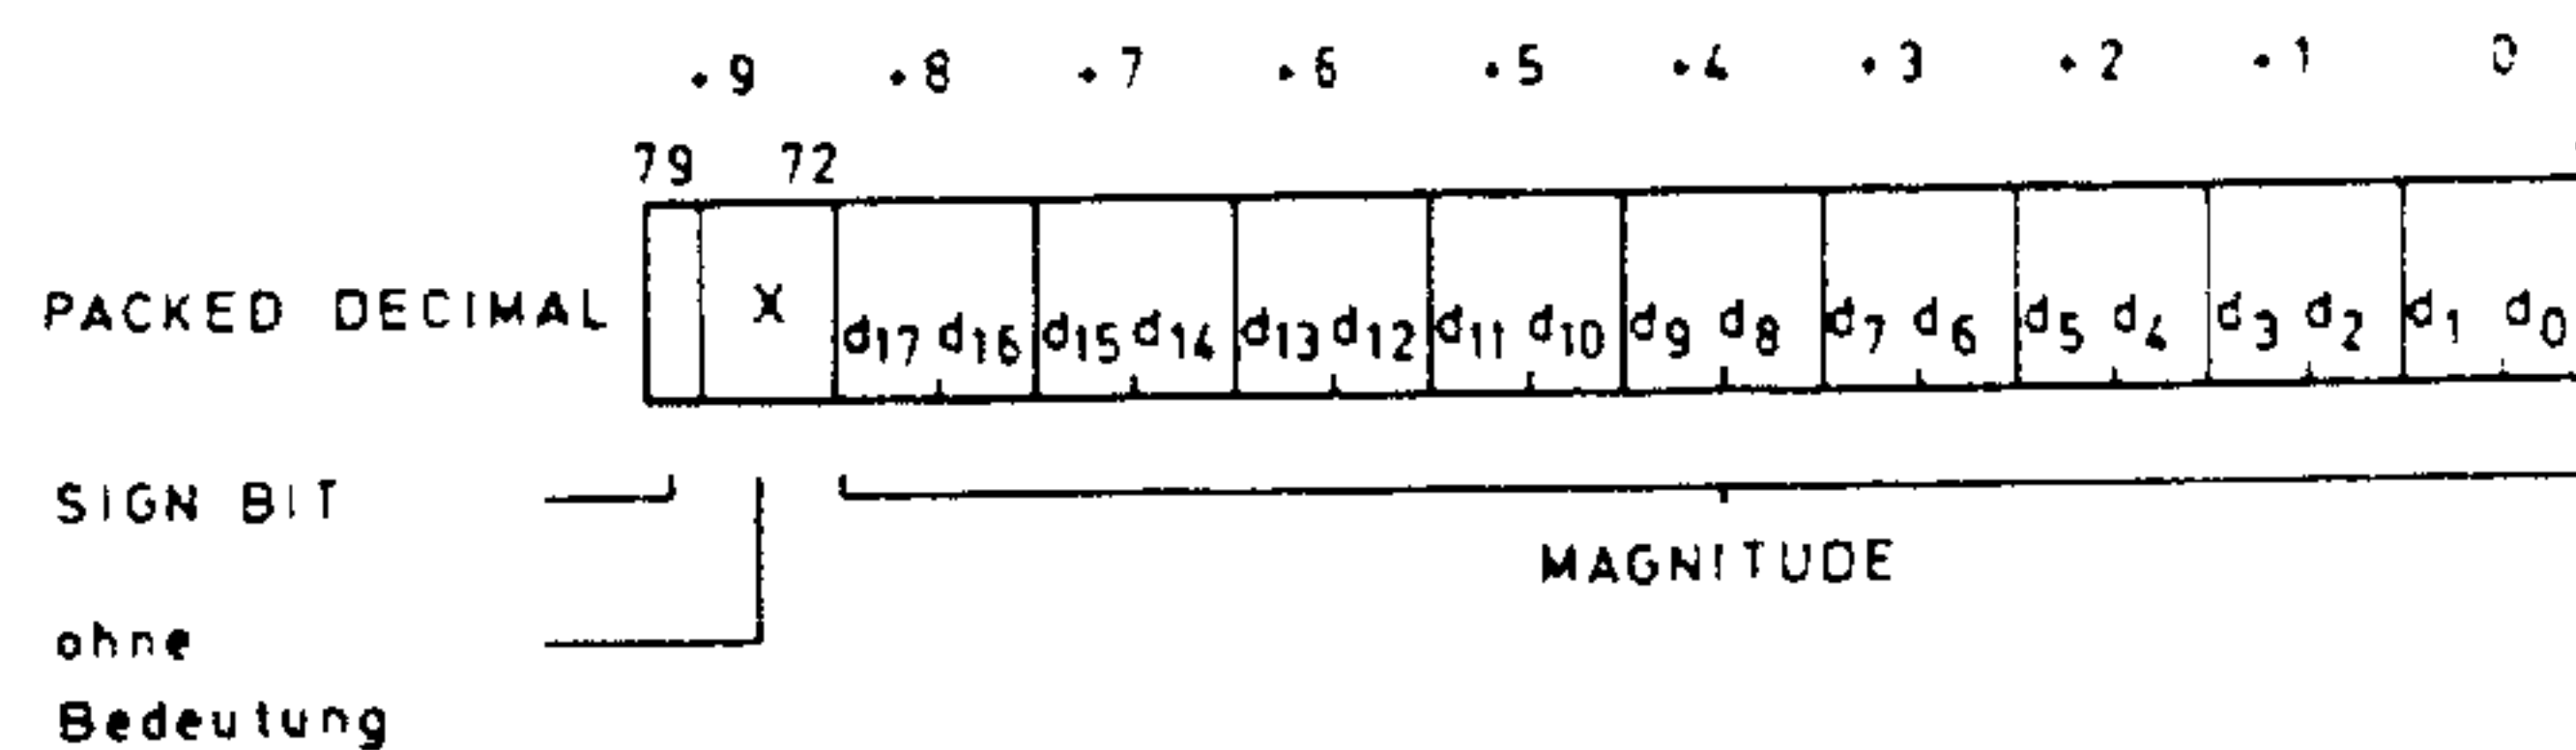 +9 +8 +7 +6 +5 +4 +3 +2 +1 0
79 72
PACKED DECIMAL X d17 d16 d15 d14 d13 d12 d11 d10 d9 d8 d7 d6 d5 d4 d3 d2 d1 d0
SIGN BIT
MAGNITUDE
ohne
Bedeutung